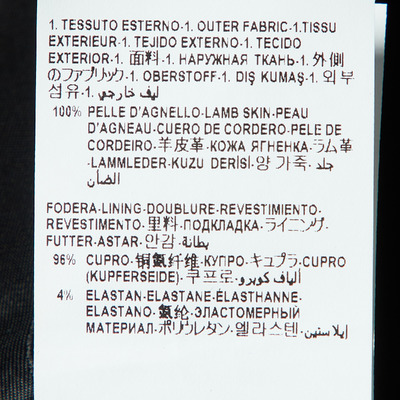 1. TESSUTO ESTERNO-1. OUTER FABRIC-1.TISSU
EXTERIEUR-1. TEJIDO EXTERNO-1. TECIDO
EXTERIOR-1. 面料-1. НАРУЖНАЯ ТКАНЬ-1. 外側
のファブリック-1. OBERSTOFF-1. DIŞ KUMAŞ-1. 외부
섬유-1. ليف خارجي
100% PELLE D'AGNELLO-LAMB SKIN-PEAU
D'AGNEAU-CUERO DE CORDERO-PELE DE
CORDEIRO-羊皮革-КОЖА ЯГНЕНКА-ラム革
-LAMMLEDER-KUZU DERİSİ-양 가죽-جلد
الضأن
FODERA-LINING-DOUBLURE-REVESTIMIENTO-
REVESTIMENTO-里料-ПОДКЛАДКА-ライニング-
FUTTER-ASTAR-안감-بطانة
96% CUPRO-铜氨纤维-КУПРО-キュプラ-CUPRO
(KUPFERSEIDE)-쿠프로-ألياف كوبرو
4% ELASTAN-ELASTANE-ÉLASTHANNE-
ELASTANO-氨纶-ЭЛАСТОМЕРНЫЙ
МАТЕРИАЛ-ポリウレタン-엘라스텐-إيلاستين